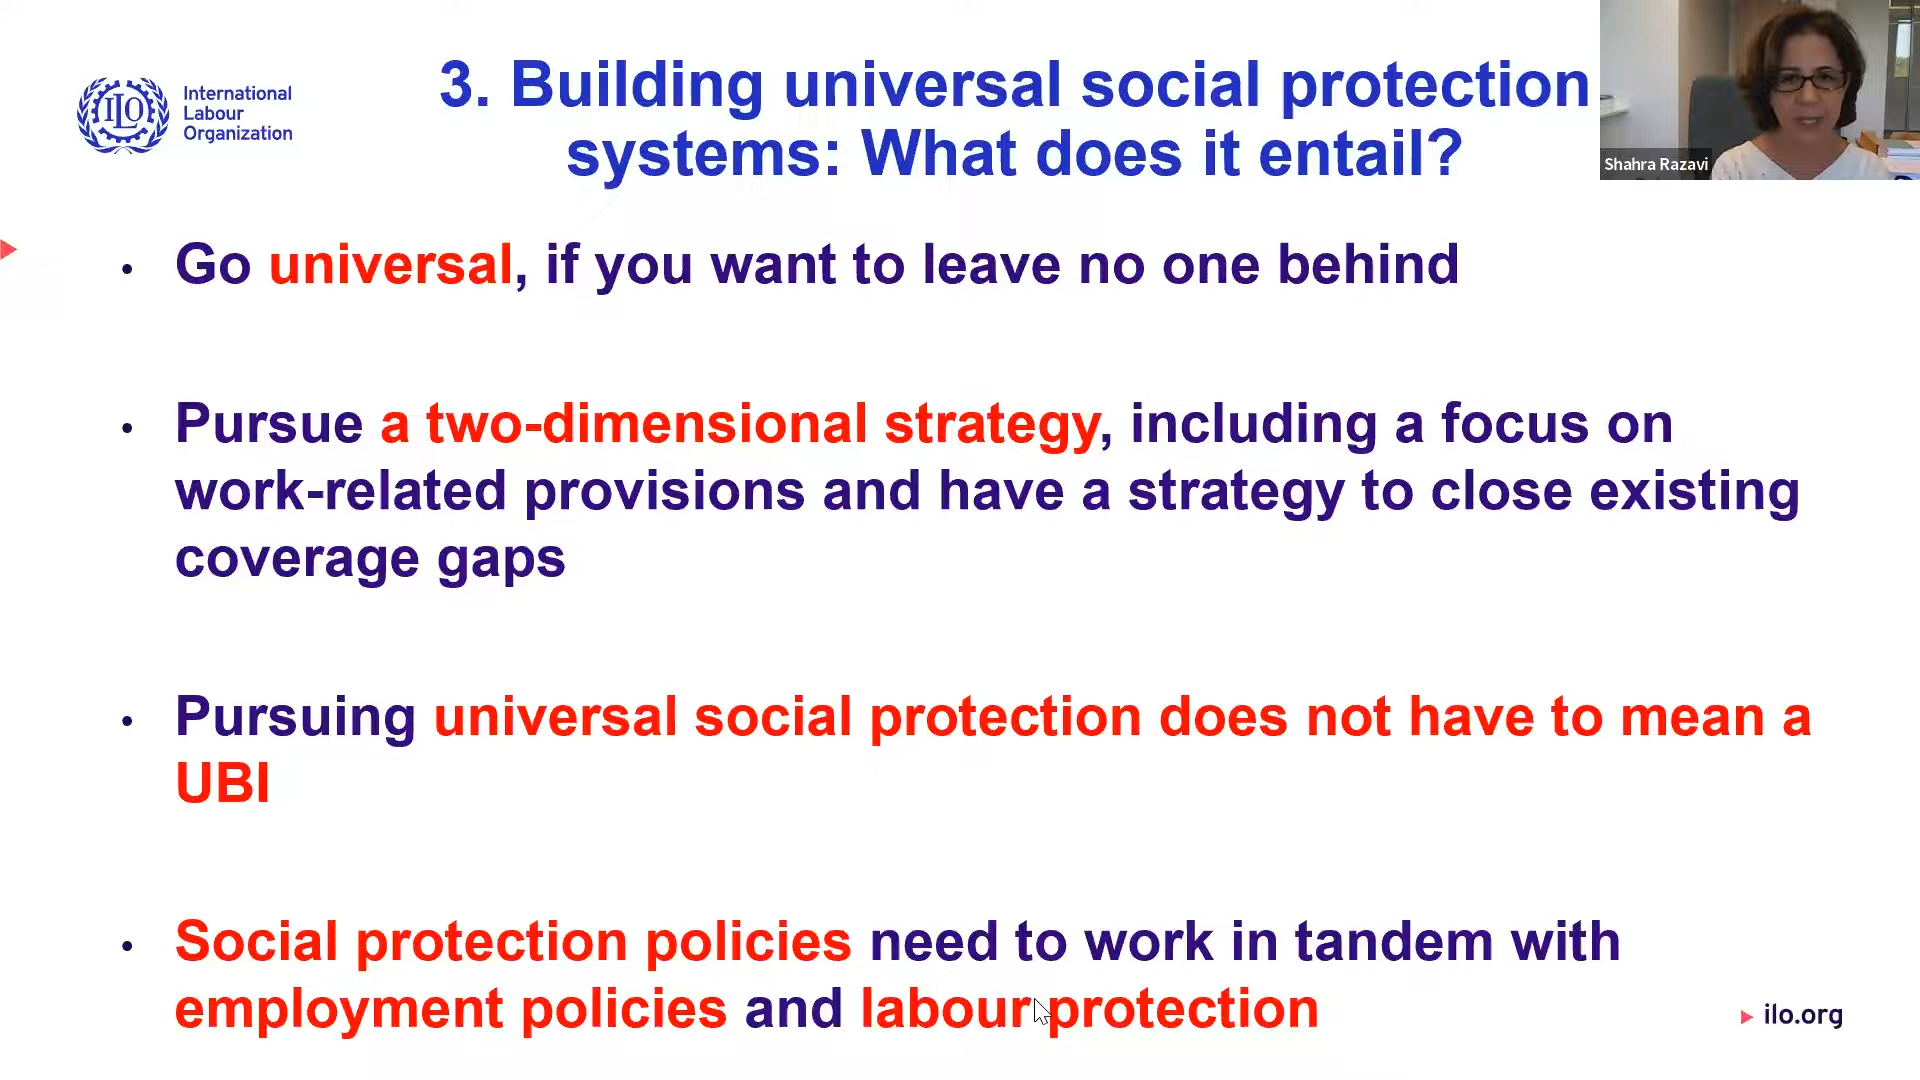 ILO
International
Labour
Organization
3. Building universal social protection
systems: What does it entail?
Shahra Razavi
• Go universal, if you want to leave no one behind
• Pursue a two-dimensional strategy, including a focus on
work-related provisions and have a strategy to close existing
coverage gaps
• Pursuing universal social protection does not have to mean a
UBI
• Social protection policies need to work in tandem with
employment policies and labour protection
ilo.org